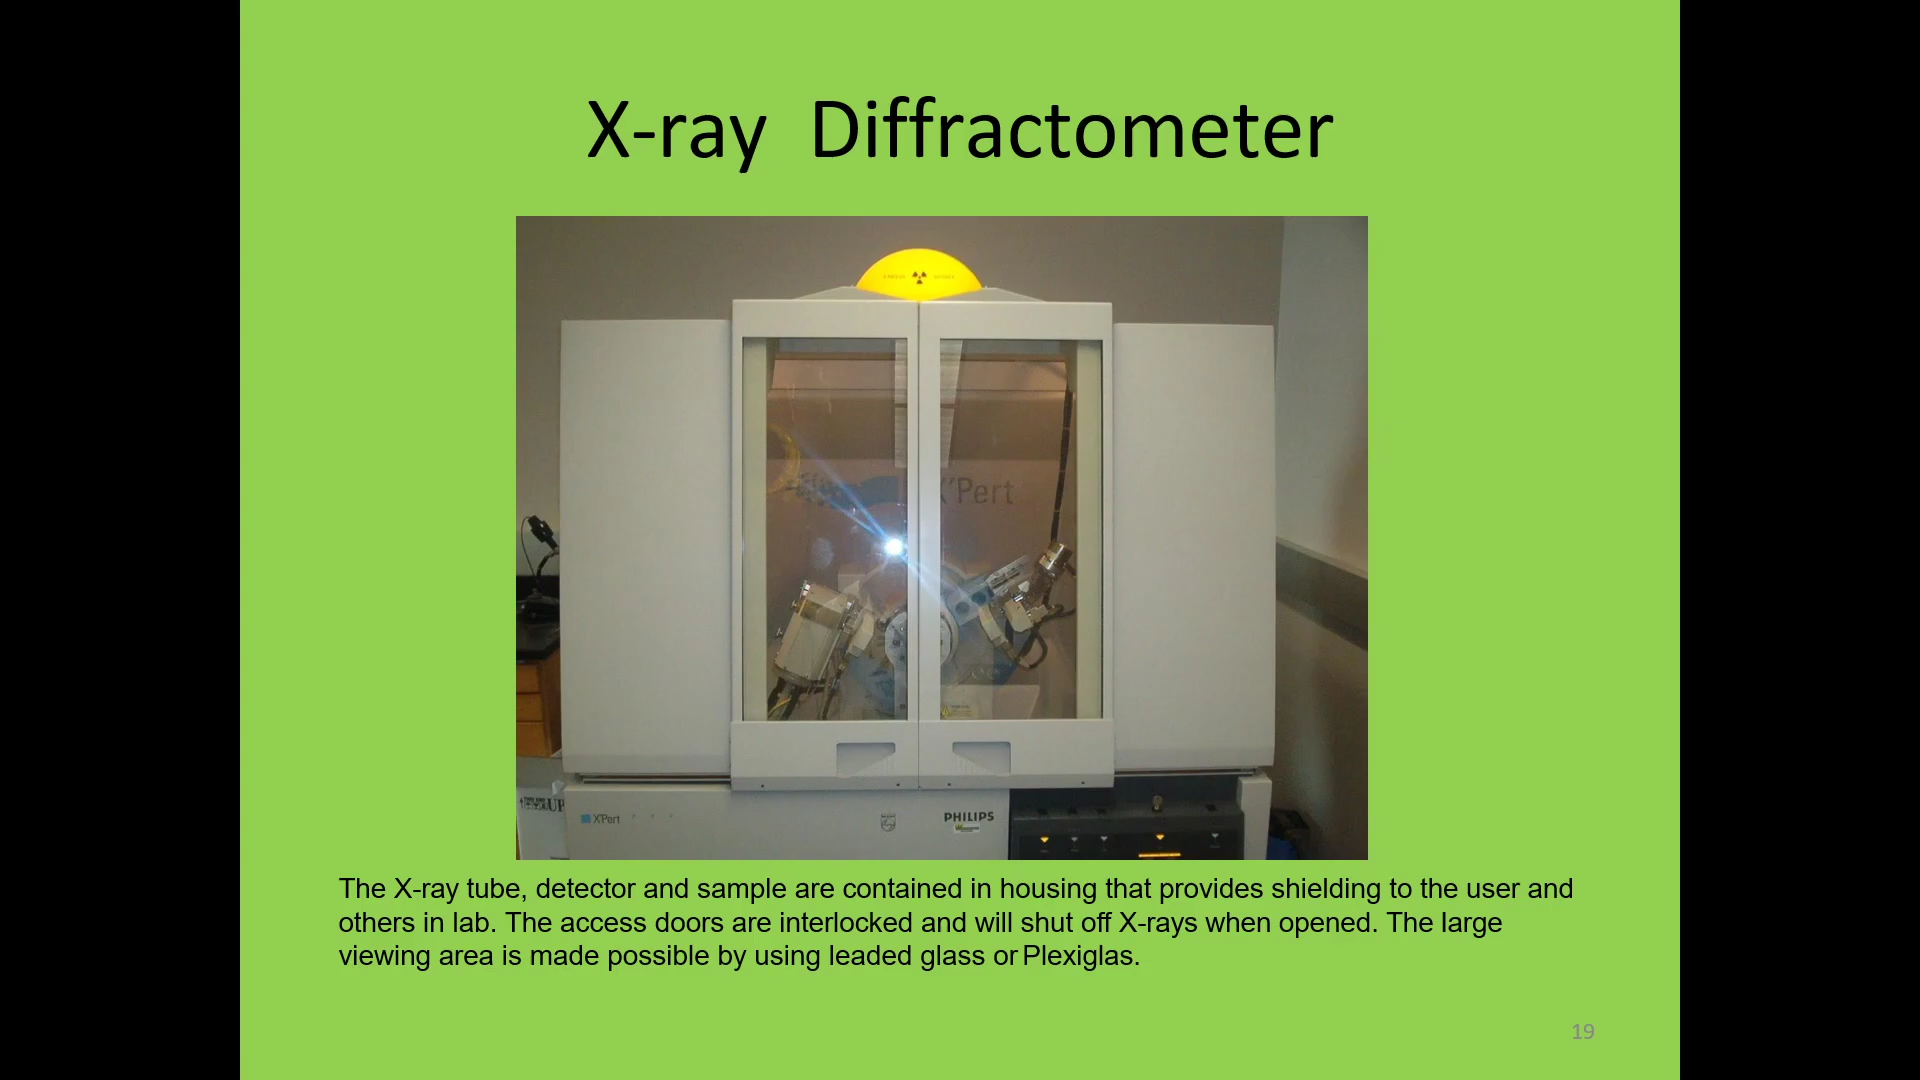 X-ray Diffractometer
X'Pert
X'Pert
PHILIPS
The X-ray tube, detector and sample are contained in housing that provides shielding to the user and
others in lab. The access doors are interlocked and will shut off X-rays when opened. The large
viewing area is made possible by using leaded glass or Plexiglas.
19